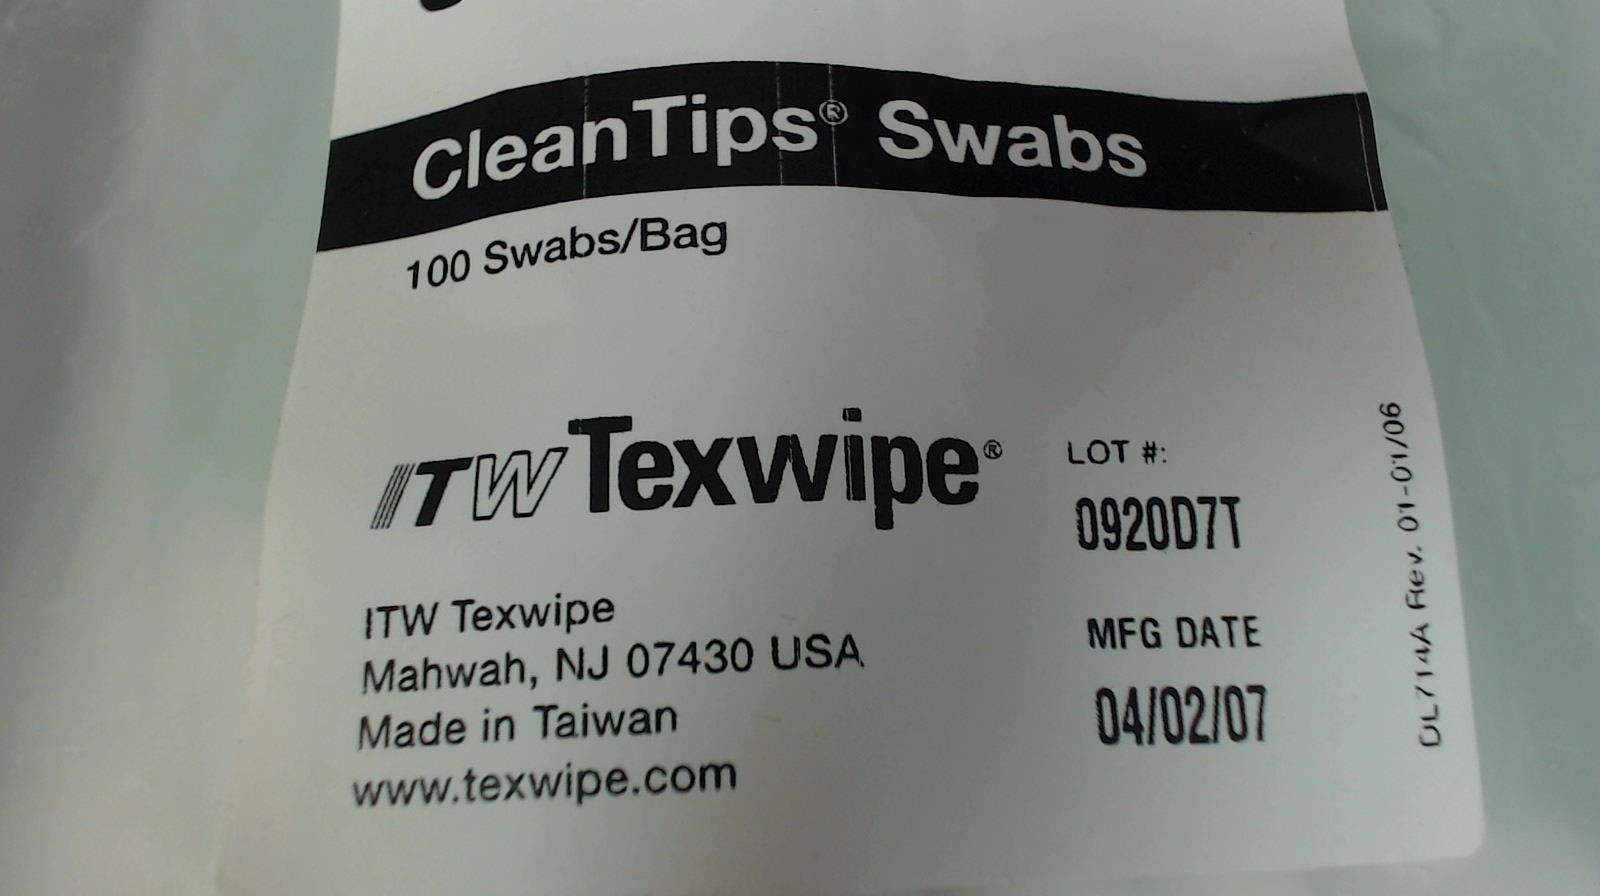 CleanTips® Swabs
100 Swabs/Bag
ITW Texwipe®
ITW Texwipe
Mahwah, NJ 07430 USA
Made in Taiwan
www.texwipe.com
LOT #:
0920D7T
MFG DATE
04/02/07
DL714A Rev. 01-01/06